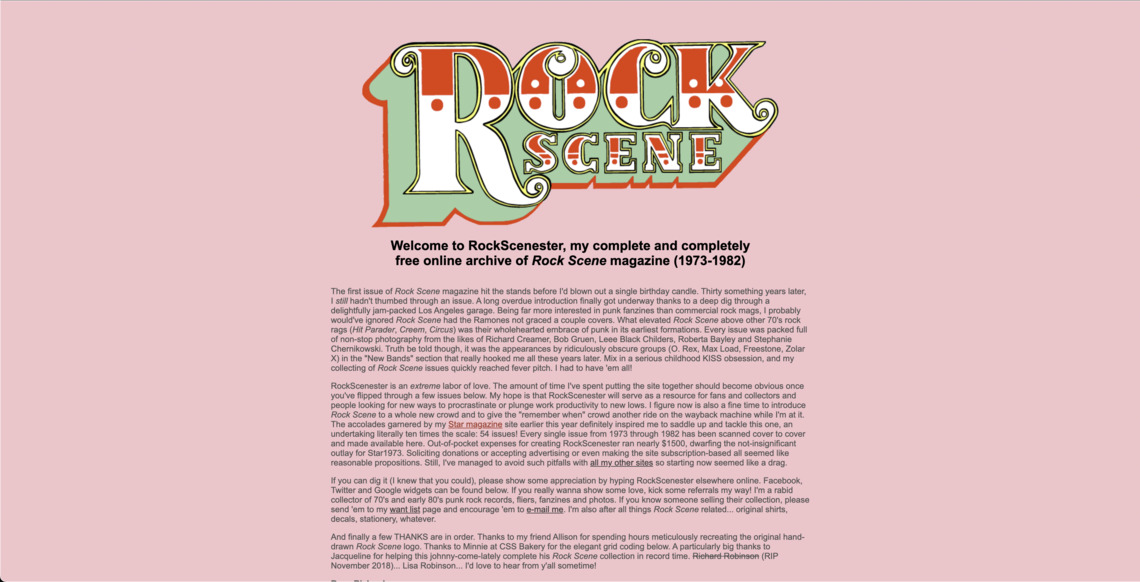 ROCK
SCENE
Welcome to RockScenester, my complete and completely
free online archive of Rock Scene magazine (1973-1982)
The first issue of Rock Scene magazine hit the stands before I'd blown out a single birthday candle. Thirty something years later,
I still hadn't thumbed through an issue. A long overdue introduction finally got underway thanks to a deep dig through a
delightfully jam-packed Los Angeles garage. Being far more interested in punk fanzines than commercial rock mags, I probably
would've ignored Rock Scene had the Ramones not graced a couple covers. What elevated Rock Scene above other 70's rock
rags (Hit Parader, Creem, Circus) was their wholehearted embrace of punk in its earliest formations. Every issue was packed full
of non-stop photography from the likes of Richard Creamer, Bob Gruen, Leee Black Childers, Roberta Bayley and Stephanie
Chernikowski. Truth be told though, it was the appearances by ridiculously obscure groups (O. Rex, Max Load, Freestone, Zolar
X) in the "New Bands" section that really hooked me all these years later. Mix in a serious childhood KISS obsession, and my
collecting of Rock Scene issues quickly reached fever pitch. I had to have 'em all!
RockScenester is an extreme labor of love. The amount of time I've spent putting the site together should become obvious once
you've flipped through a few issues below. My hope is that RockScenester will serve as a resource for fans and collectors and
people looking for new ways to procrastinate or plunge work productivity to new lows. I figure now is also a fine time to introduce
Rock Scene to a whole new crowd and to give the "remember when" crowd another ride on the wayback machine while I'm at it.
The accolades garnered by my Star magazine site earlier this year definitely inspired me to saddle up and tackle this one, an
undertaking literally ten times the scale: 54 issues! Every single issue from 1973 through 1982 has been scanned cover to cover
and made available here. Out-of-pocket expenses for creating RockScenester ran nearly $1500, dwarfing the not-insignificant
outlay for Star1973. Soliciting donations or accepting advertising or even making the site subscription-based all seemed like
reasonable propositions. Still, I've managed to avoid such pitfalls with all my other sites so starting now seemed like a drag.
If you can dig it (I knew that you could), please show some appreciation by hyping RockScenester elsewhere online. Facebook,
Twitter and Google widgets can be found below. If you really wanna show some love, kick some referrals my way! I'm a rabid
collector of 70's and early 80's punk rock records, fliers, fanzines and photos. If you know someone selling their collection, please
send 'em to my want list page and encourage 'em to e-mail me. I'm also after all things Rock Scene related... original shirts,
decals, stationery, whatever.
And finally a few THANKS are in order. Thanks to my friend Allison for spending hours meticulously recreating the original hand-
drawn Rock Scene logo. Thanks to Minnie at CSS Bakery for the elegant grid coding below. A particularly big thanks to
Jacqueline for helping this johnny-come-lately complete his Rock Scene collection in record time. Richard Robinson (RIP
November 2018)... Lisa Robinson... I'd love to hear from y'all sometime!